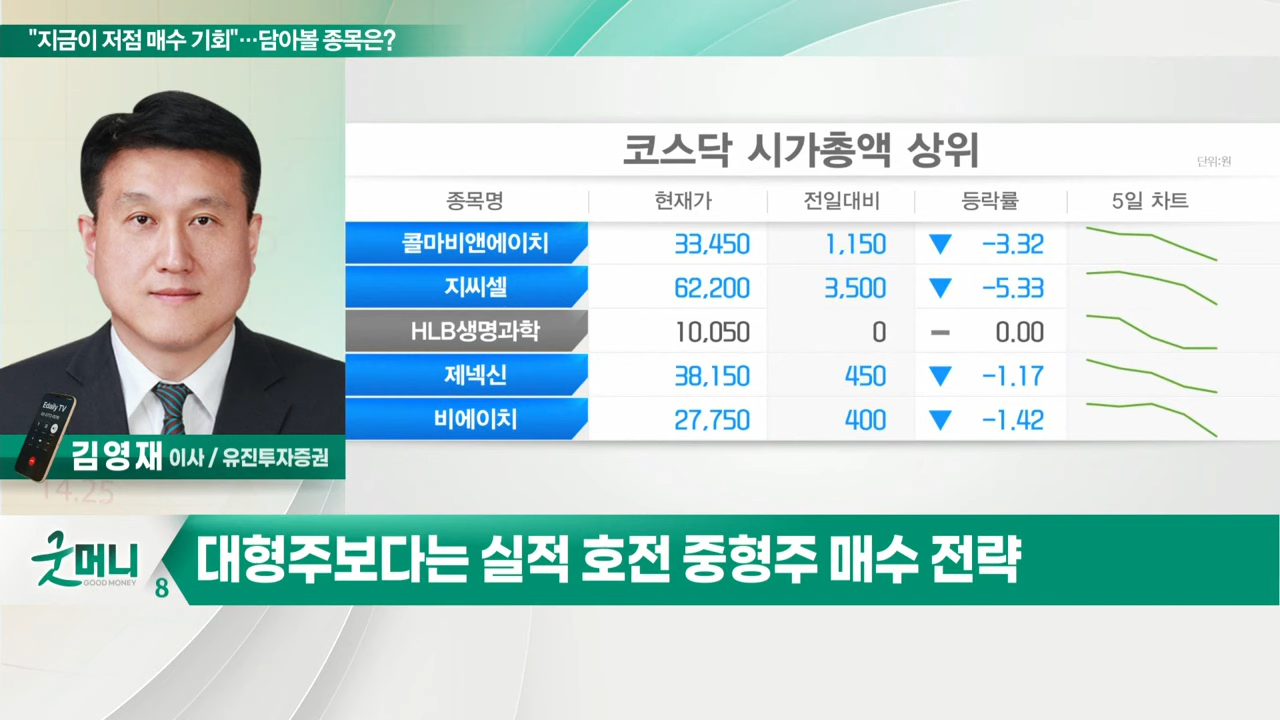 "지금이 저점 매수 기회"…담아볼 종목은?
코스닥 시가총액 상위
단위:원
종목명 현재가 전일대비 등락률 5일 차트
콜마비앤에이치 33,450 1,150 ▼ -3.32
지씨셀 62,200 3,500 ▼ -5.33
HLB생명과학 10,050 0 - 0.00
제넥신 38,150 450 ▼ -1.17
비에이치 27,750 400 ▼ -1.42
Edaily TV
김영재 이사 / 유진투자증권
14.25
굿머니
GOOD MONEY
8
대형주보다는 실적 호전 중형주 매수 전략